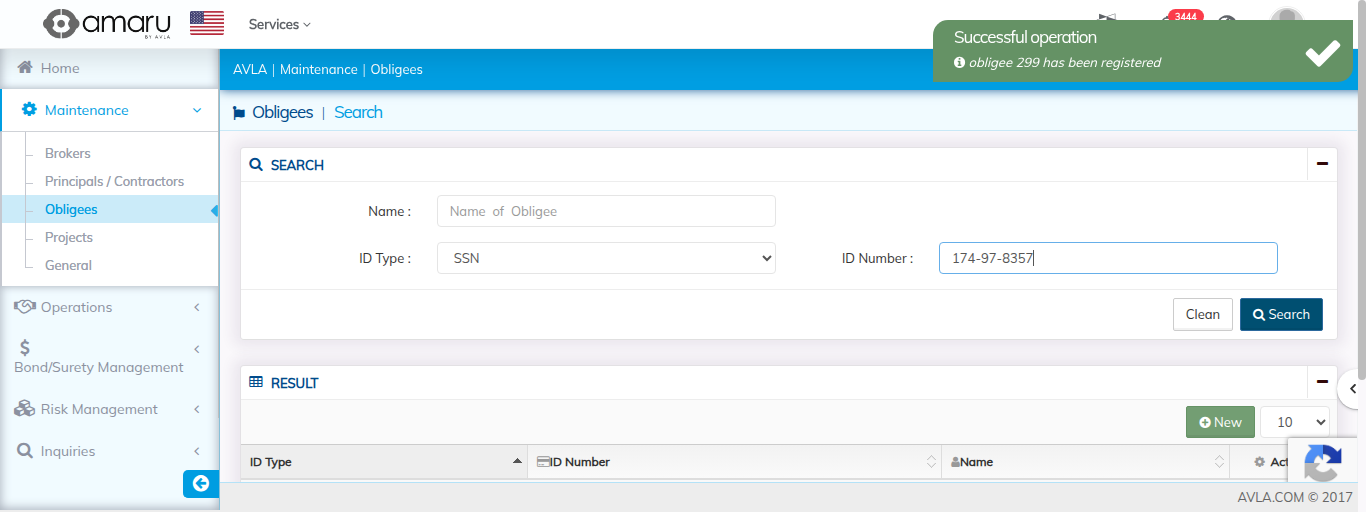 amaru
BY AVLA
Services
3444
Successful operation
obligee 299 has been registered
Home
Maintenance
Brokers
Principals / Contractors
Obligees
Projects
General
Operations
Bond/Surety Management
Risk Management
Inquiries
AVLA | Maintenance | Obligees
Obligees | Search
SEARCH
Name :
Name of Obligee
ID Type :
SSN
ID Number :
174-97-8357
Clean
Search
RESULT
New
10
ID Type
ID Number
Name
Act
AVLA.COM © 2017